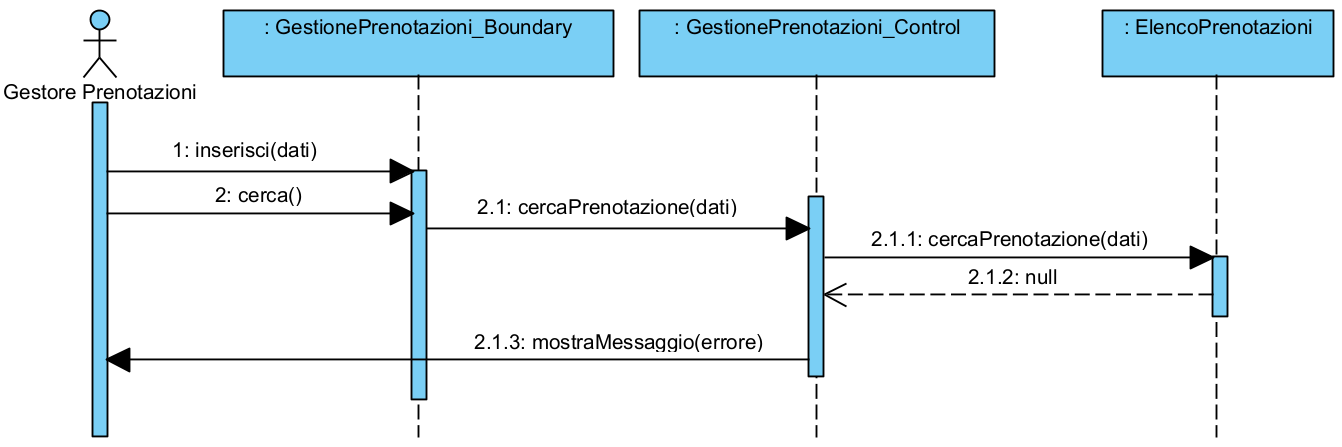 : GestionePrenotazioni_Boundary
: GestionePrenotazioni_Control
: ElencoPrenotazioni
Gestore Prenotazioni
1: inserisci(dati)
2: cerca()
2.1: cercaPrenotazione(dati)
2.1.1: cercaPrenotazione(dati)
2.1.2: null
2.1.3: mostraMessaggio(errore)